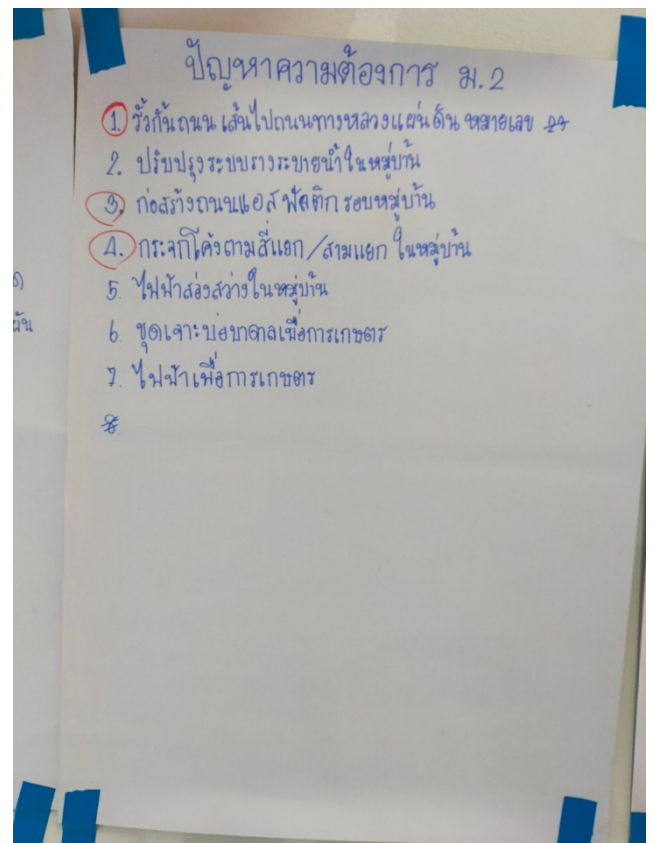 ปัญหาความต้องการ ม.2
1. รั้วกั้นถนน เส้นไปถนนทางหลวงแผ่นดิน หมายเลข
2. ปรับปรุงระบบรางระบายน้ำในหมู่บ้าน
3. ก่อสร้างถนนแอสฟัลติก รอบหมู่บ้าน
4. กระจกโค้งตามสี่แยก/สามแยก ในหมู่บ้าน
5. ไฟฟ้าส่องสว่างในหมู่บ้าน
6. ขุดเจาะบ่อบาดาลเพื่อการเกษตร
7. ไฟฟ้าเพื่อการเกษตร